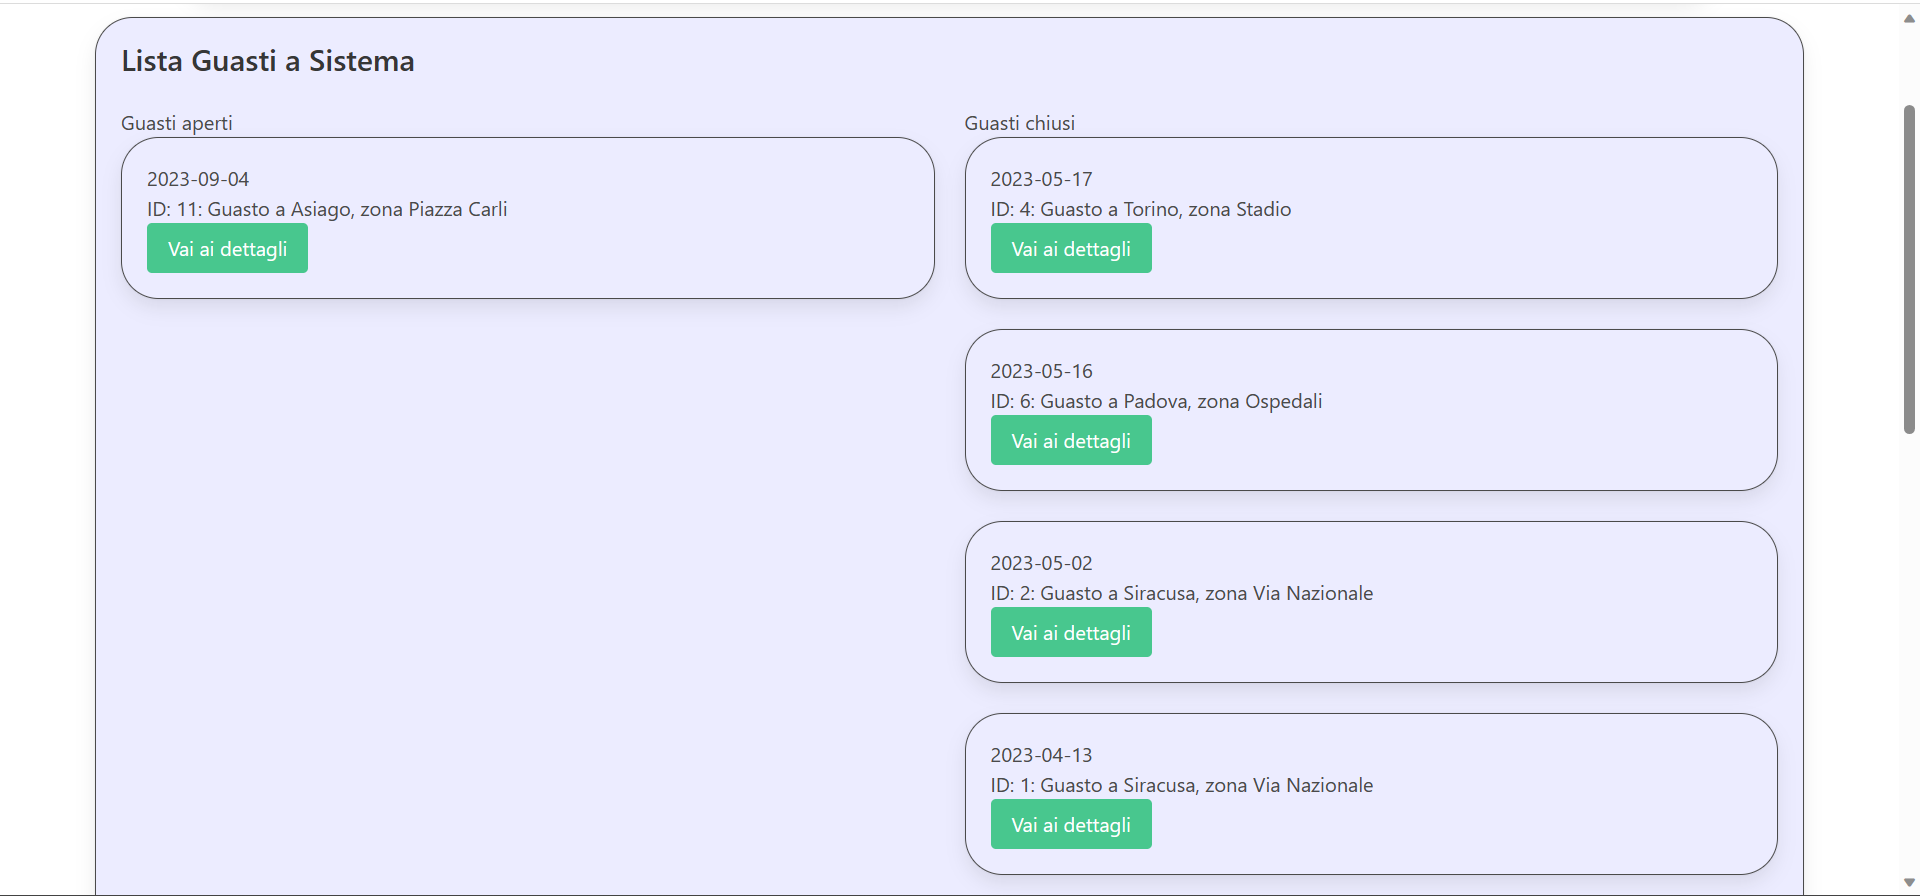 Lista Guasti a Sistema
Guasti aperti
2023-09-04
ID: 11: Guasto a Asiago, zona Piazza Carli
Vai ai dettagli
Guasti chiusi
2023-05-17
ID: 4: Guasto a Torino, zona Stadio
Vai ai dettagli
2023-05-16
ID: 6: Guasto a Padova, zona Ospedali
Vai ai dettagli
2023-05-02
ID: 2: Guasto a Siracusa, zona Via Nazionale
Vai ai dettagli
2023-04-13
ID: 1: Guasto a Siracusa, zona Via Nazionale
Vai ai dettagli